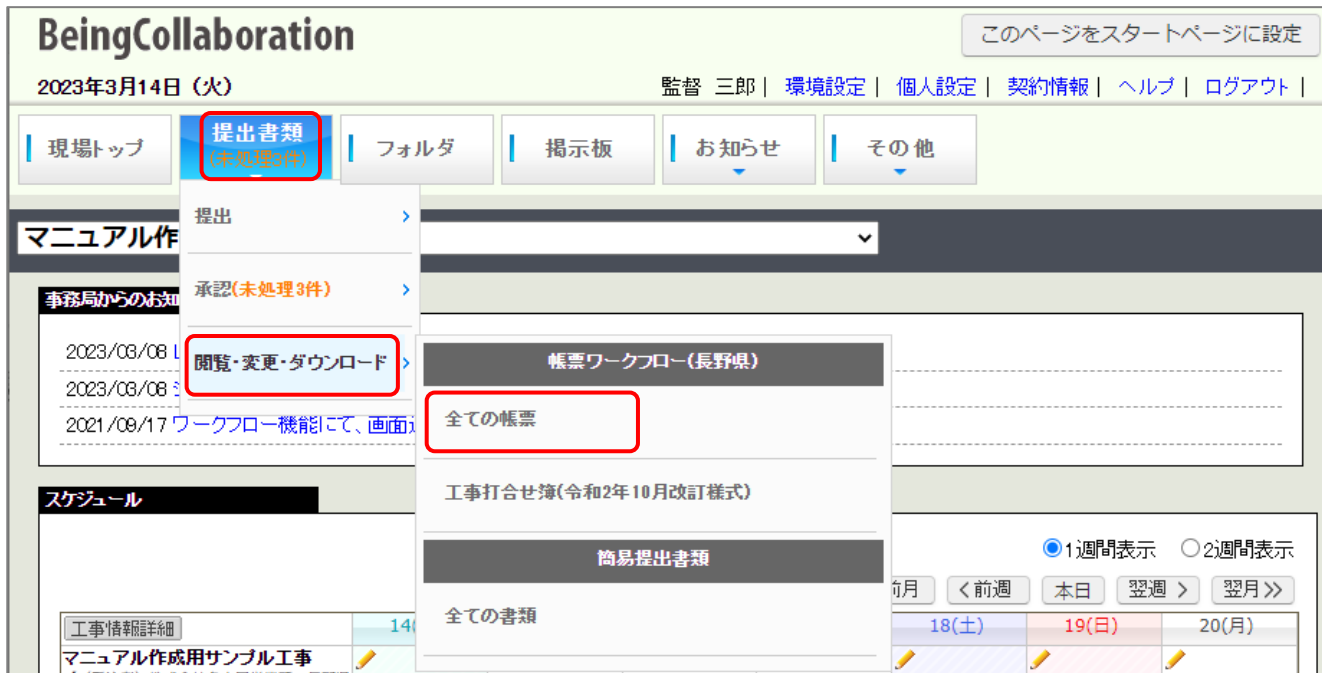 BeingCollaboration
このページをスタートページに設定
2023年3月14日（火）
監督 三郎| 環境設定| 個人設定| 契約情報| ヘルプ| ログアウト|
現場トップ
提出書類
(未処理3件)
フォルダ
掲示板
お知らせ
その他
マニュアル作
提出
承認(未処理3件)
閲覧・変更・ダウンロード
事務局からのお知
2023/03/08
2023/03/08
2021/09/17 ワークフロー機能にて、画面
帳票ワークフロー(長野県)
全ての帳票
工事打合せ簿(令和2年10月改訂様式)
簡易提出書類
全ての書類
スケジュール
1週間表示 2週間表示
前月 <前週 本日 翌週 > 翌月>>
工事情報詳細 14( 18(土) 19(日) 20(月)
マニュアル作成用サンプル工事